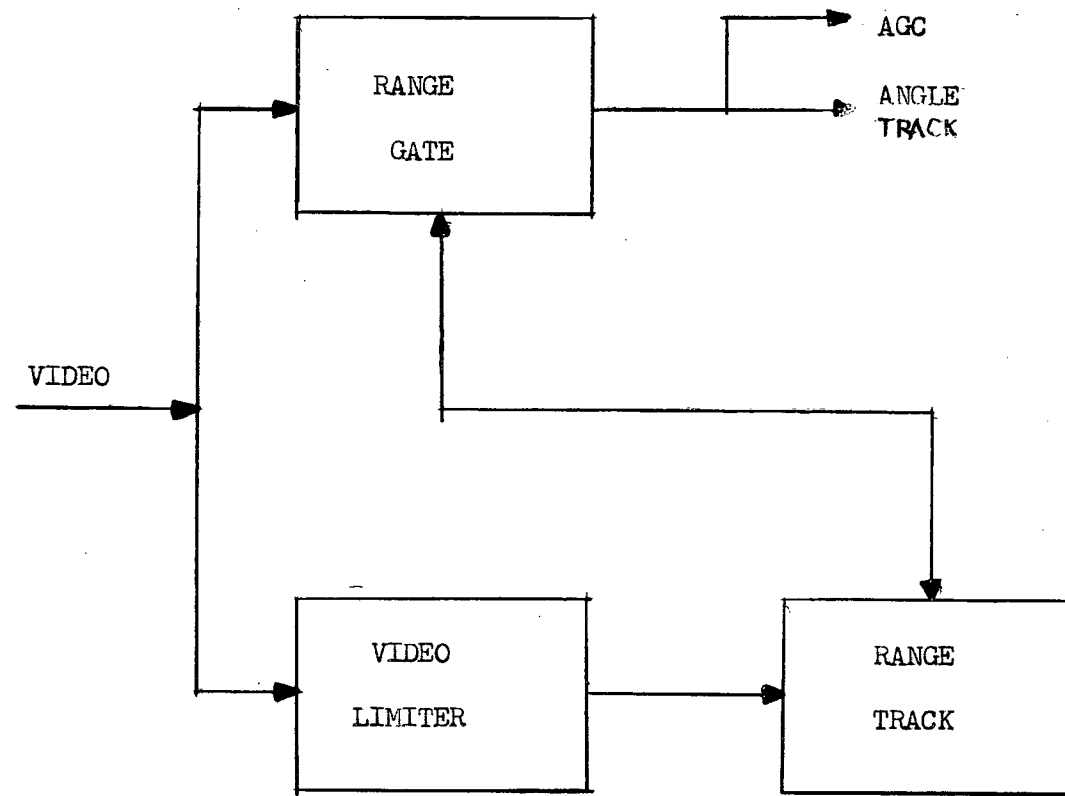 AGC
RANGE
GATE
ANGLE
TRACK
VIDEO
VIDEO
LIMITER
RANGE
TRACK